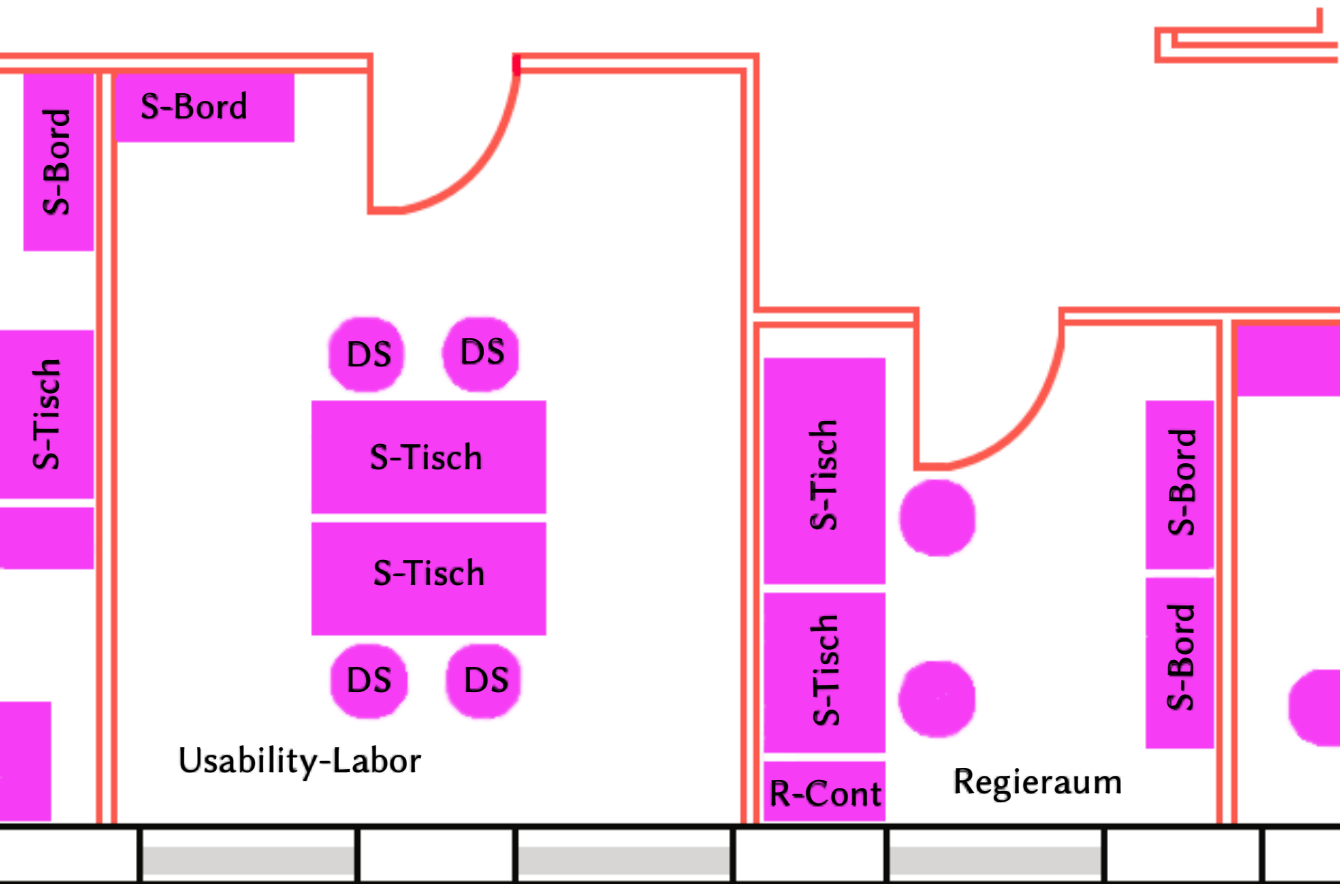 S-Bord
S-Bord
S-Tisch
DS
DS
S-Tisch
S-Tisch
DS
DS
Usability-Labor
S-Tisch
S-Tisch
R-Cont
S-Bord
S-Bord
Regieraum